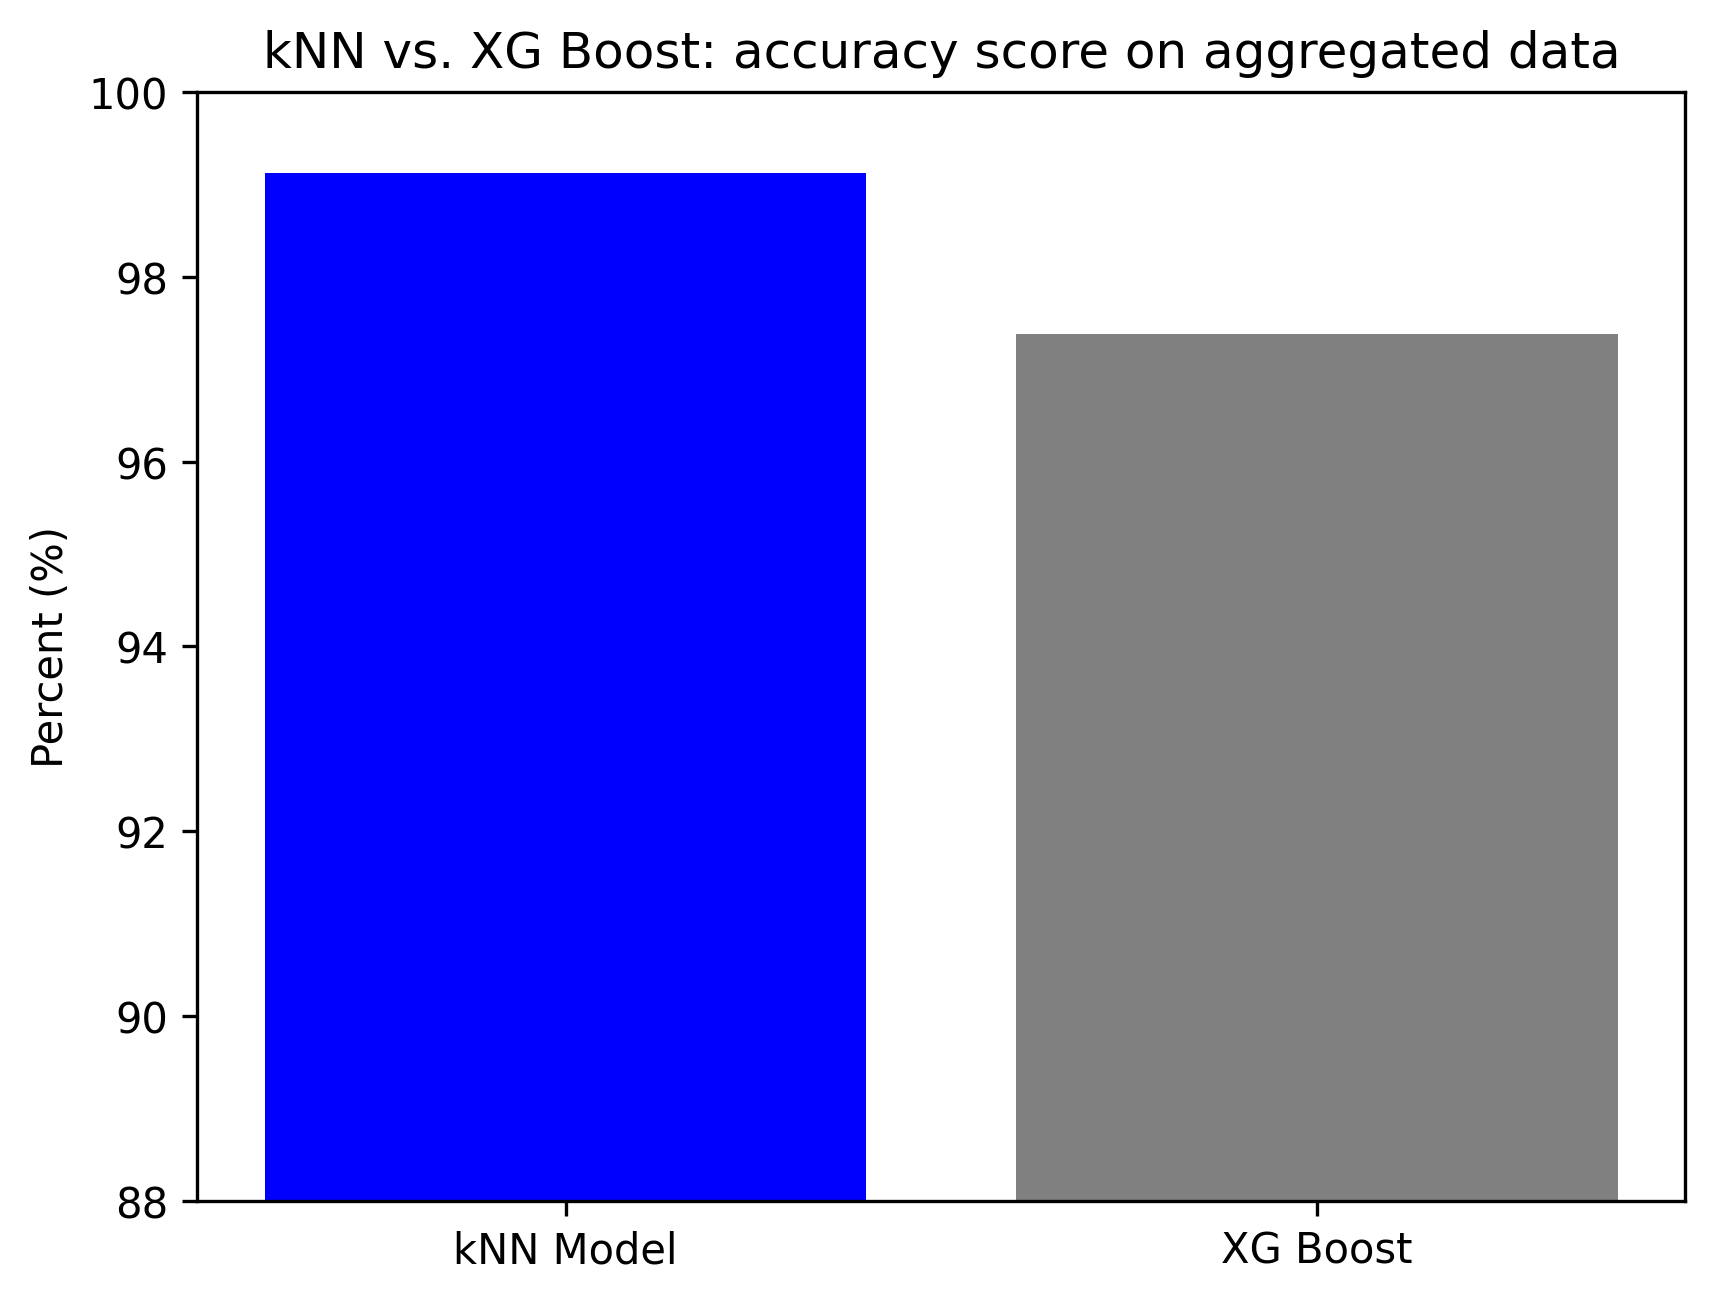 kNN vs. XG Boost: accuracy score on aggregated data
100
98
96
94
92
90
88
Percent (%)
kNN Model
XG Boost